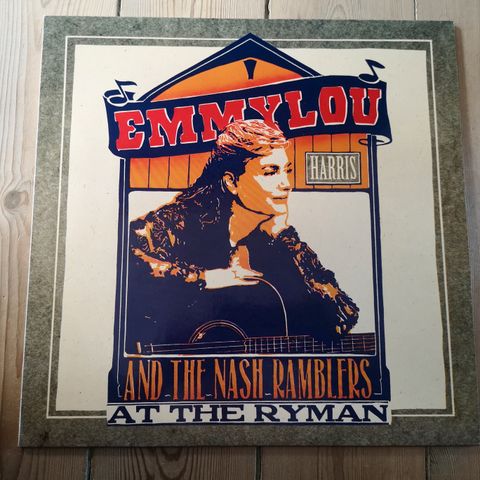 EMMYLOU
HARRIS
AND THE NASH RAMBLERS
AT THE RYMAN